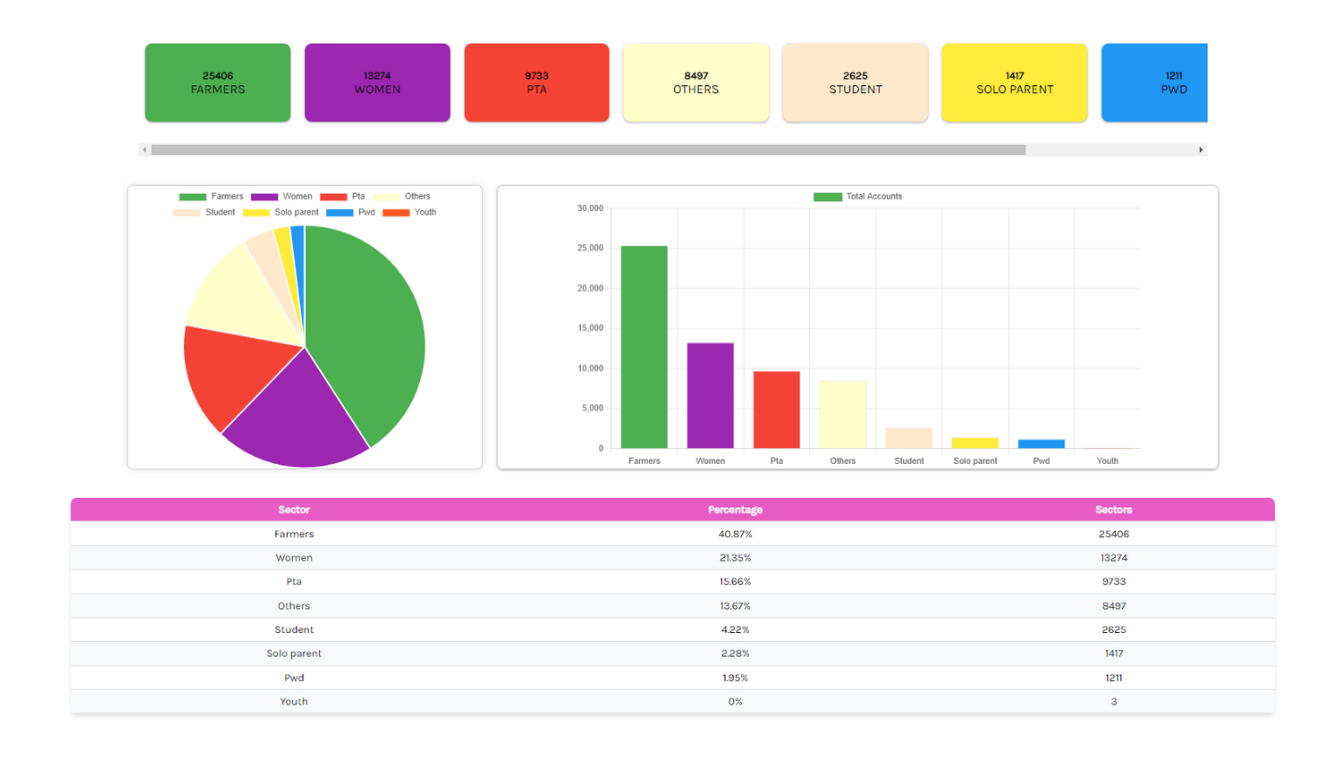 25406 13274 9733 8497 2625 1417 1211
FARMERS WOMEN PTA OTHERS STUDENT SOLO PARENT PWD
Farmers Women Pta Others
Student Solo parent Pwd Youth
Total Accounts
30,000
25,000
20,000
15,000
10,000
5,000
0
Farmers Women Pta Others Student Solo parent Pwd Youth
Sector Percentage Sectors
Farmers 40.87% 25406
Women 21.35% 13274
Pta 15.66% 9733
Others 13.67% 8497
Student 4.22% 2625
Solo parent 2.28% 1417
Pwd 1.95% 1211
Youth 0% 3